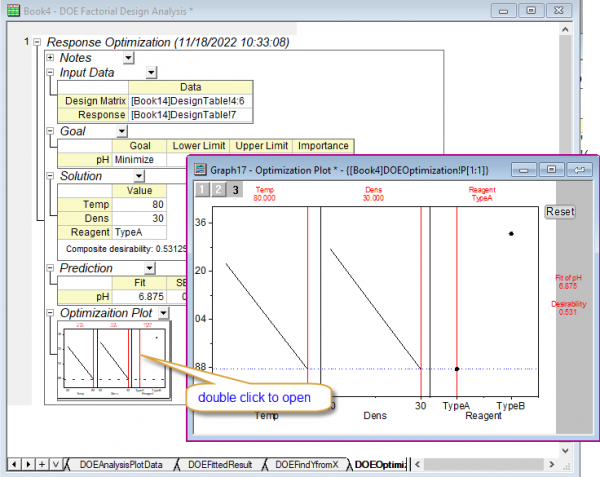 Book4 - DOE Factorial Design Analysis *
1
Response Optimization (11/18/2022 10:33:08)
Notes
Input Data
Data
Design Matrix [Book14]DesignTable!4:6
Response [Book14]DesignTable!7
Goal
Goal Lower Limit Upper Limit Importance
pH Minimize
Solution
Value
Temp 80
Dens 30
Reagent TypeA
Composite desirability: 0.53125
Prediction
Fit SE
pH 6.875 0
Optimizaition Plot
double click to open
Graph17 - Optimization Plot * - ([Book4]DOEOptimization!P[1:1])
1 2 3
Temp Dens Reagent
80.000 30.000 TypeA
Reset
36
20
04
88
Fit of pH
6.875
Desirability
0.531
0 30 TypeA TypeB
Temp Dens Reagent
DOEAnalysisPlotData DOEFittedResult DOEFindYfromX DOEOptimiz